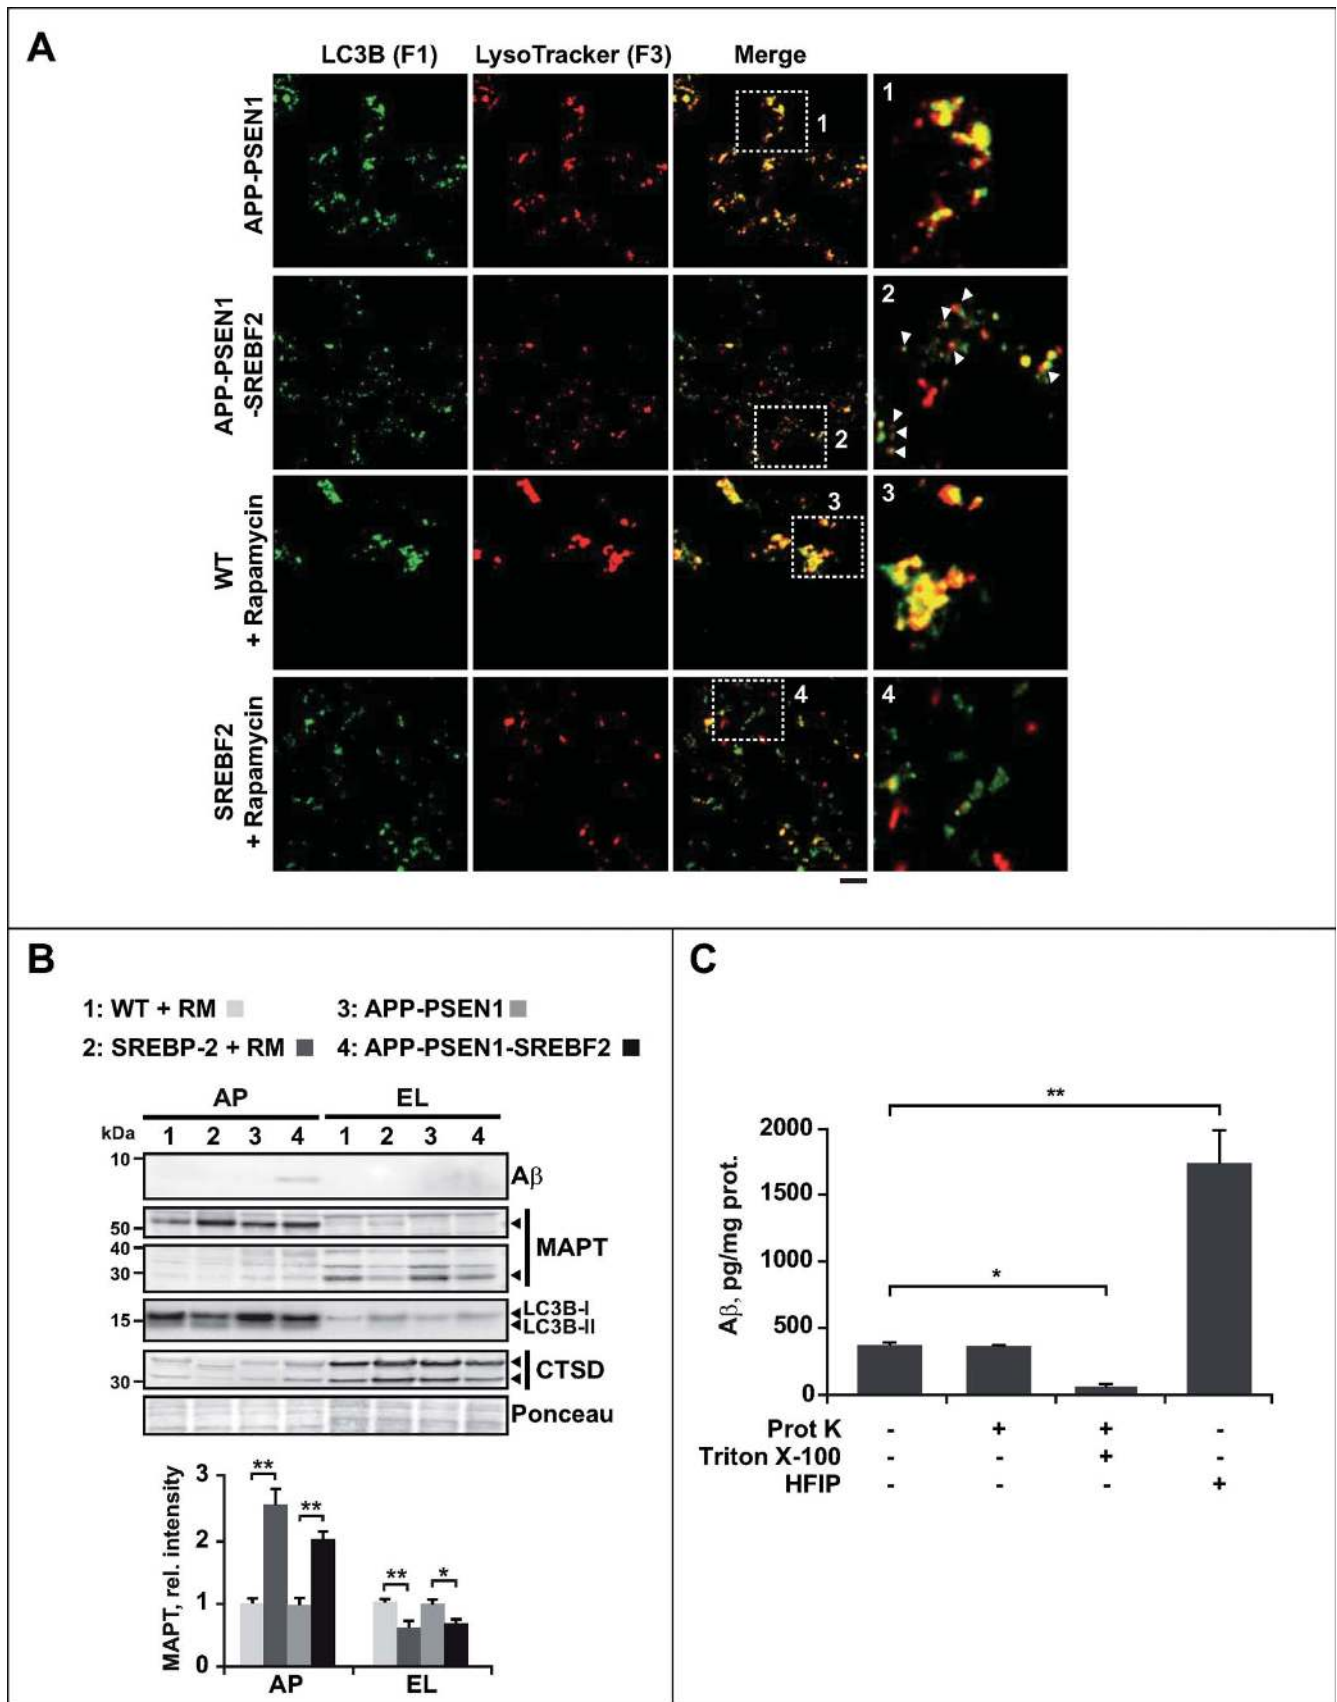 A
LC3B (F1) LysoTracker (F3) Merge
APP-PSEN1
1
1
APP-PSEN1
-SREBF2
2
2
WT
+ Rapamycin
3
3
SREBF2
+ Rapamycin
4
4
B
1: WT + RM 3: APP-PSEN1
2: SREBP-2 + RM 4: APP-PSEN1-SREBF2
AP EL
kDa 1 2 3 4 1 2 3 4
10 Aβ
50
MAPT
40
30
15 LC3B-I
LC3B-II
CTSD
30
Ponceau
MAPT, rel. intensity
3
2
1
0
** ** ** *
AP EL
C
Aβ, pg/mg prot.
2000
1500
1000
500
0
**
*
Prot K - + + -
Triton X-100 - - + -
HFIP - - - +